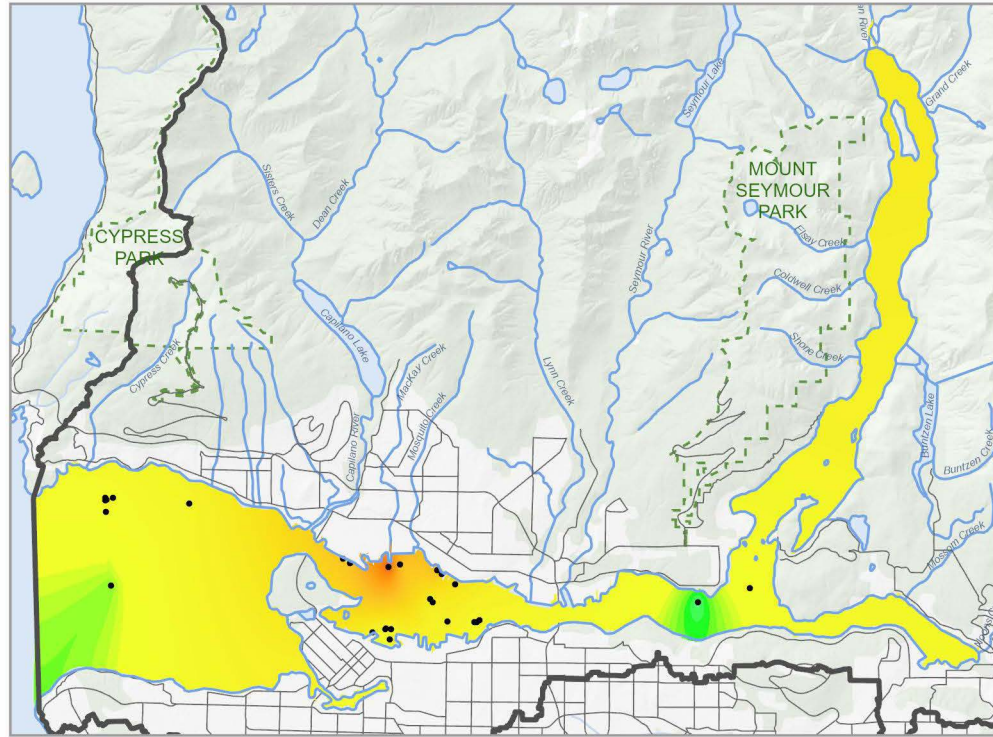 Seymour Lake
Grand Creek
MOUNT
SEYMOUR
PARK
Sisters Creek
Dean Creek
CYPRESS
PARK
Elsay Creek
Seymour River
Coldwell Creek
Capilano Lake
Shone Creek
Cypress Creek
MacKay Creek
Lynn Creek
Mosquito Creek
Buntzen Lake
Capilano River
Buntzen Creek
Mossom Creek